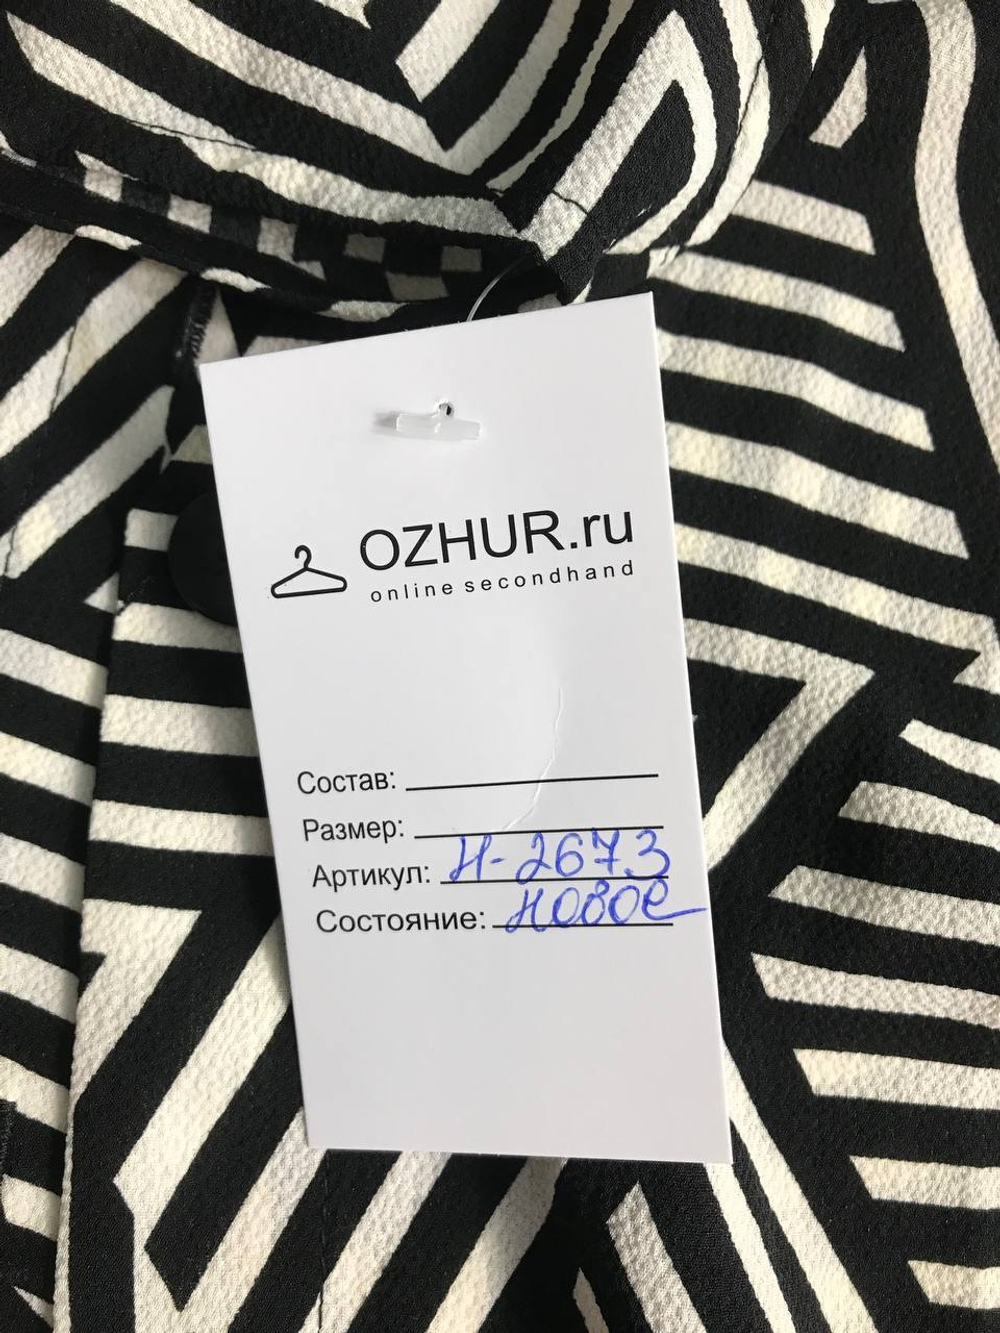 OZHUR.ru
online secondhand
Состав:
Размер:
Артикул: Н-2673
Состояние: новое